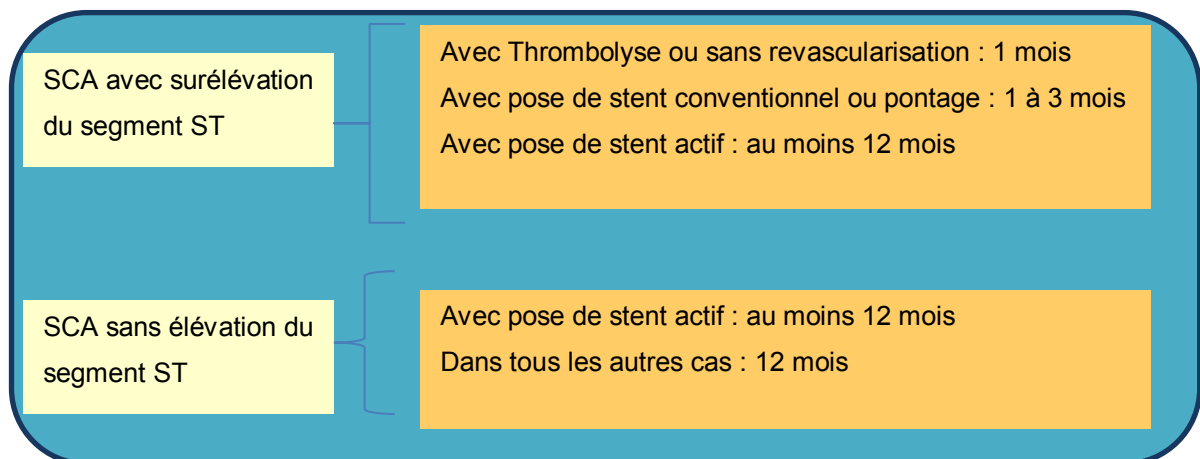 SCA avec surélévation
du segment ST
Avec Thrombolyse ou sans revascularisation : 1 mois
Avec pose de stent conventionnel ou pontage : 1 à 3 mois
Avec pose de stent actif : au moins 12 mois
SCA sans élévation du
segment ST
Avec pose de stent actif : au moins 12 mois
Dans tous les autres cas : 12 mois